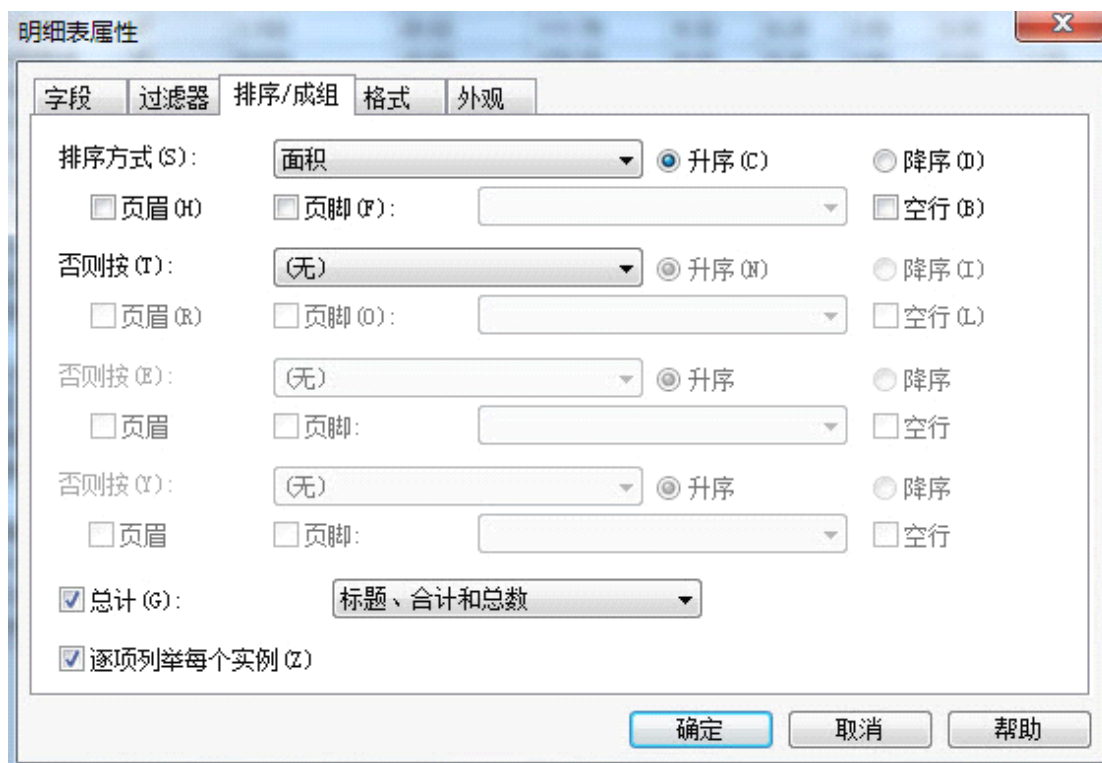 明细表属性
字段 过滤器 排序/成组 格式 外观
排序方式(S): 面积 升序(C) 降序(D)
页眉(H) 页脚(F): 空行(B)
否则按(T): (无) 升序(N) 降序(I)
页眉(R) 页脚(O): 空行(L)
否则按(E): (无) 升序 降序
页眉 页脚: 空行
否则按(Y): (无) 升序 降序
页眉 页脚: 空行
总计(G): 标题、合计和总数
逐项列举每个实例(Z)
确定 取消 帮助